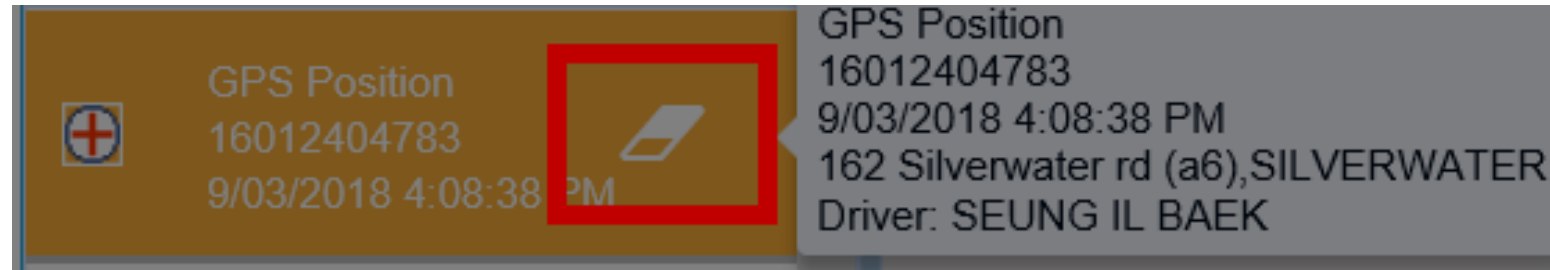 GPS Position
16012404783
9/03/2018 4:08:38 PM
GPS Position
16012404783
9/03/2018 4:08:38 PM
162 Silverwater rd (a6),SILVERWATER
Driver: SEUNG IL BAEK